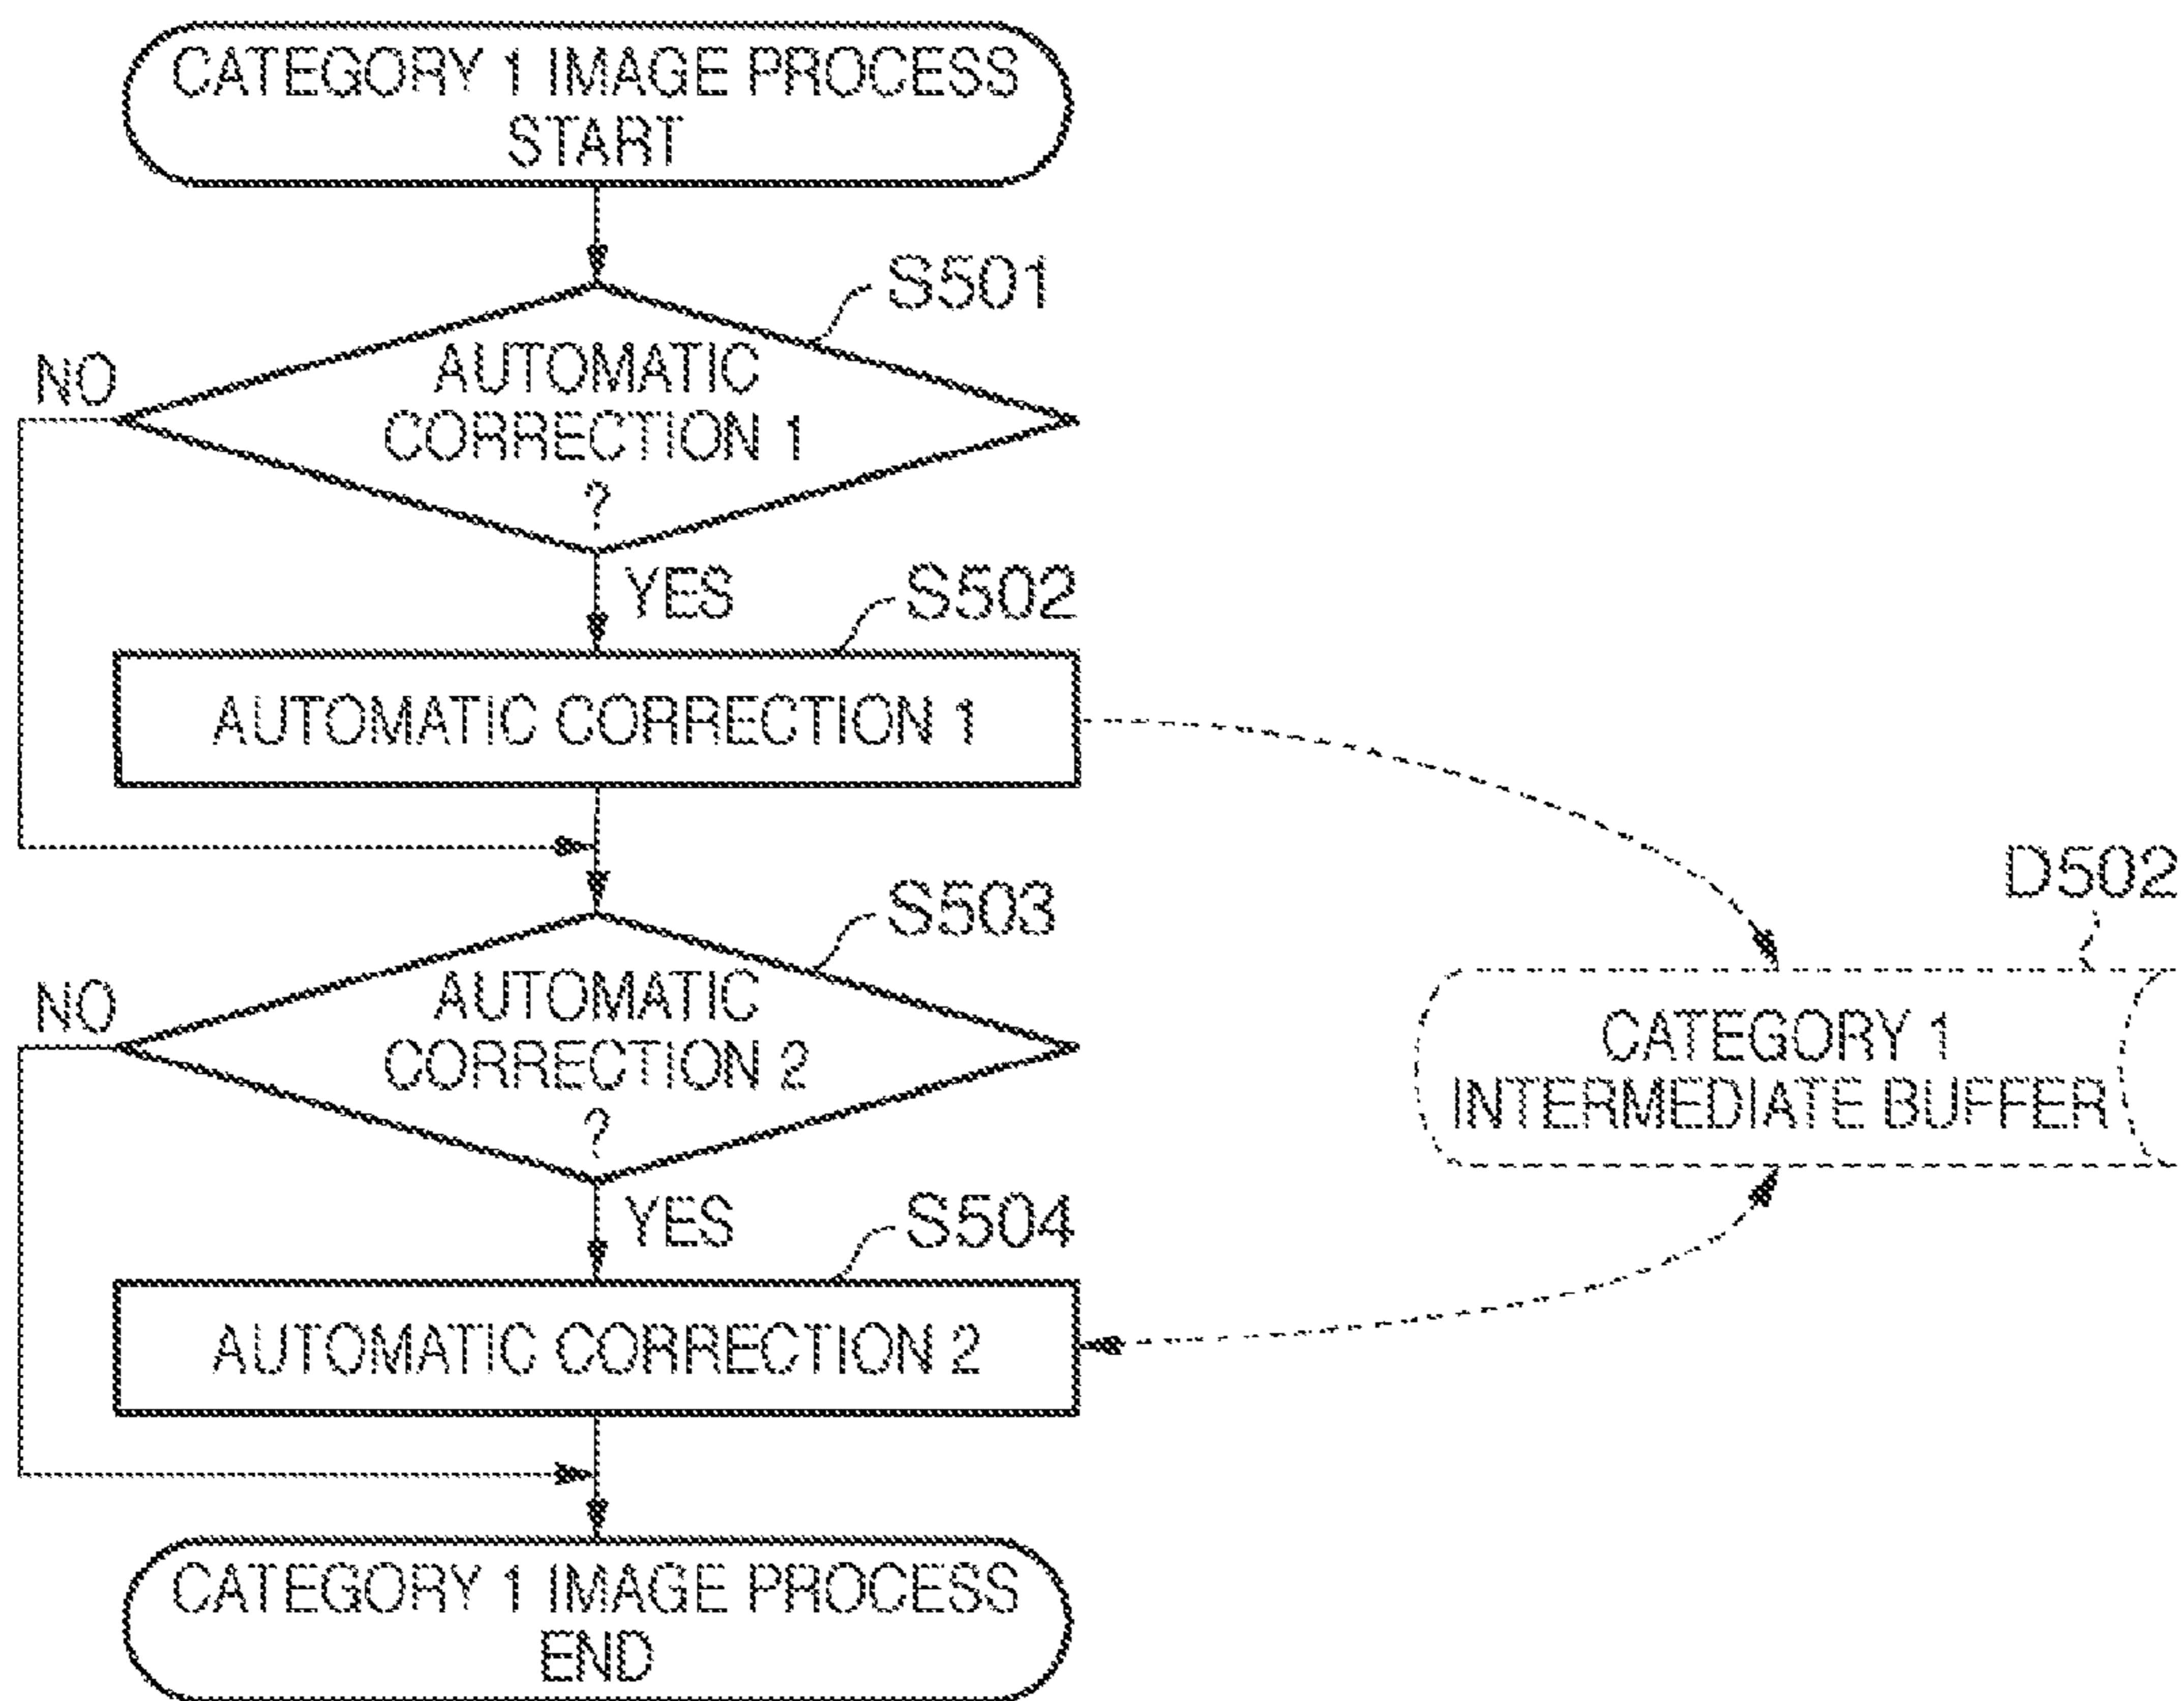 CATEGORY 1 IMAGE PROCESS
START
S501
NO
AUTOMATIC
CORRECTION 1
?
YES
S502
AUTOMATIC CORRECTION 1
D502
S503
NO
AUTOMATIC
CORRECTION 2
?
CATEGORY 1
INTERMEDIATE BUFFER
YES
S504
AUTOMATIC CORRECTION 2
CATEGORY 1 IMAGE PROCESS
END